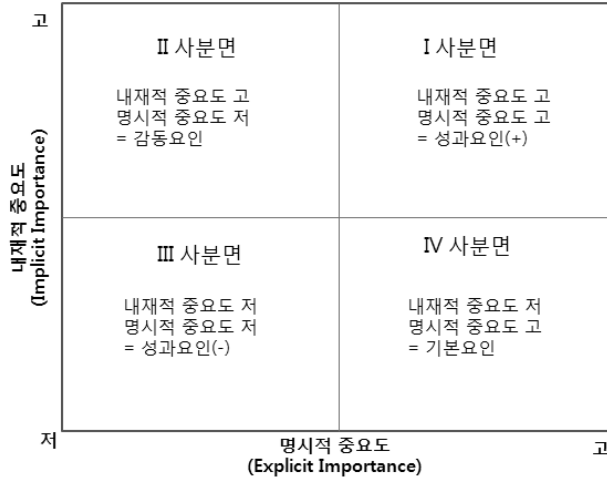 고
II 사분면
내재적 중요도 고
명시적 중요도 저
= 감동요인
I 사분면
내재적 중요도 고
명시적 중요도 고
= 성과요인(+)
내재적 중요도
(Implicit Importance)
III 사분면
내재적 중요도 저
명시적 중요도 저
= 성과요인(-)
IV 사분면
내재적 중요도 저
명시적 중요도 고
= 기본요인
저
명시적 중요도
(Explicit Importance)
고